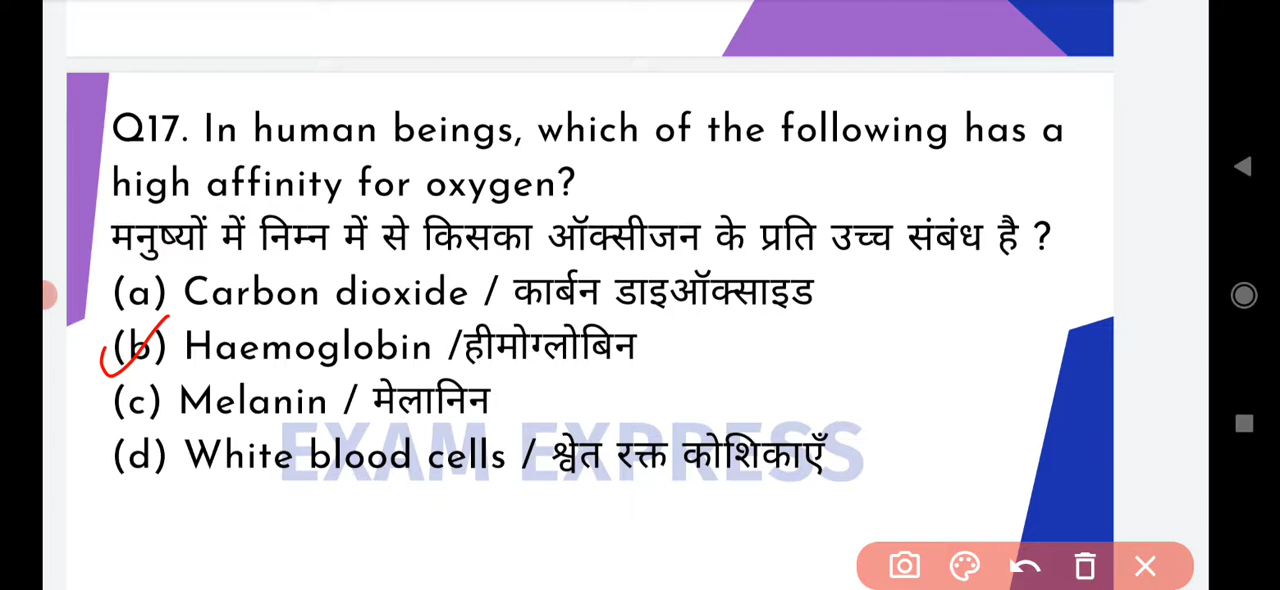 Q17. In human beings, which of the following has a
high affinity for oxygen?
मनुष्यों में निम्न में से किसका ऑक्सीजन के प्रति उच्च संबंध है ?
(a) Carbon dioxide / कार्बन डाइऑक्साइड
(b) Haemoglobin /हीमोग्लोबिन
(c) Melanin / मेलानिन
(d) White blood cells / श्वेत रक्त कोशिकाएँ
EXAM EXPRESS